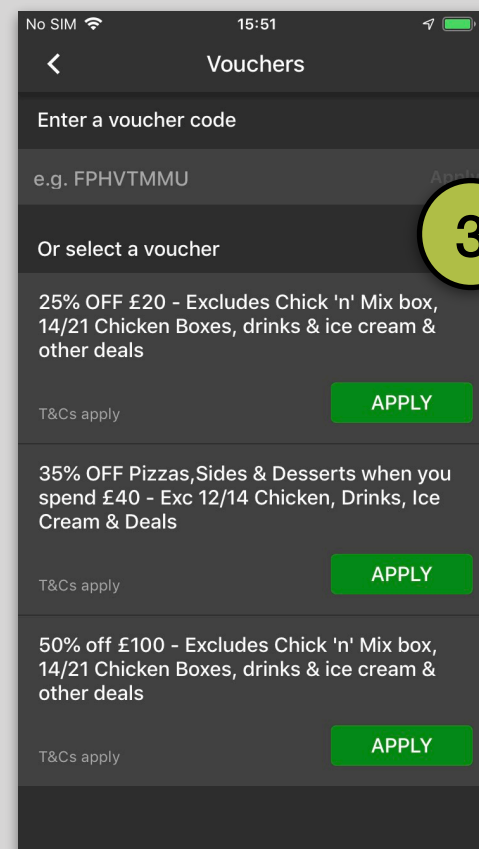 No SIM 15:51
Vouchers
Enter a voucher code
e.g. FPHVTMMU Apply
3
Or select a voucher
25% OFF £20 - Excludes Chick 'n' Mix box,
14/21 Chicken Boxes, drinks & ice cream &
other deals
T&Cs apply APPLY
35% OFF Pizzas,Sides & Desserts when you
spend £40 - Exc 12/14 Chicken, Drinks, Ice
Cream & Deals
T&Cs apply APPLY
50% off £100 - Excludes Chick 'n' Mix box,
14/21 Chicken Boxes, drinks & ice cream &
other deals
T&Cs apply APPLY